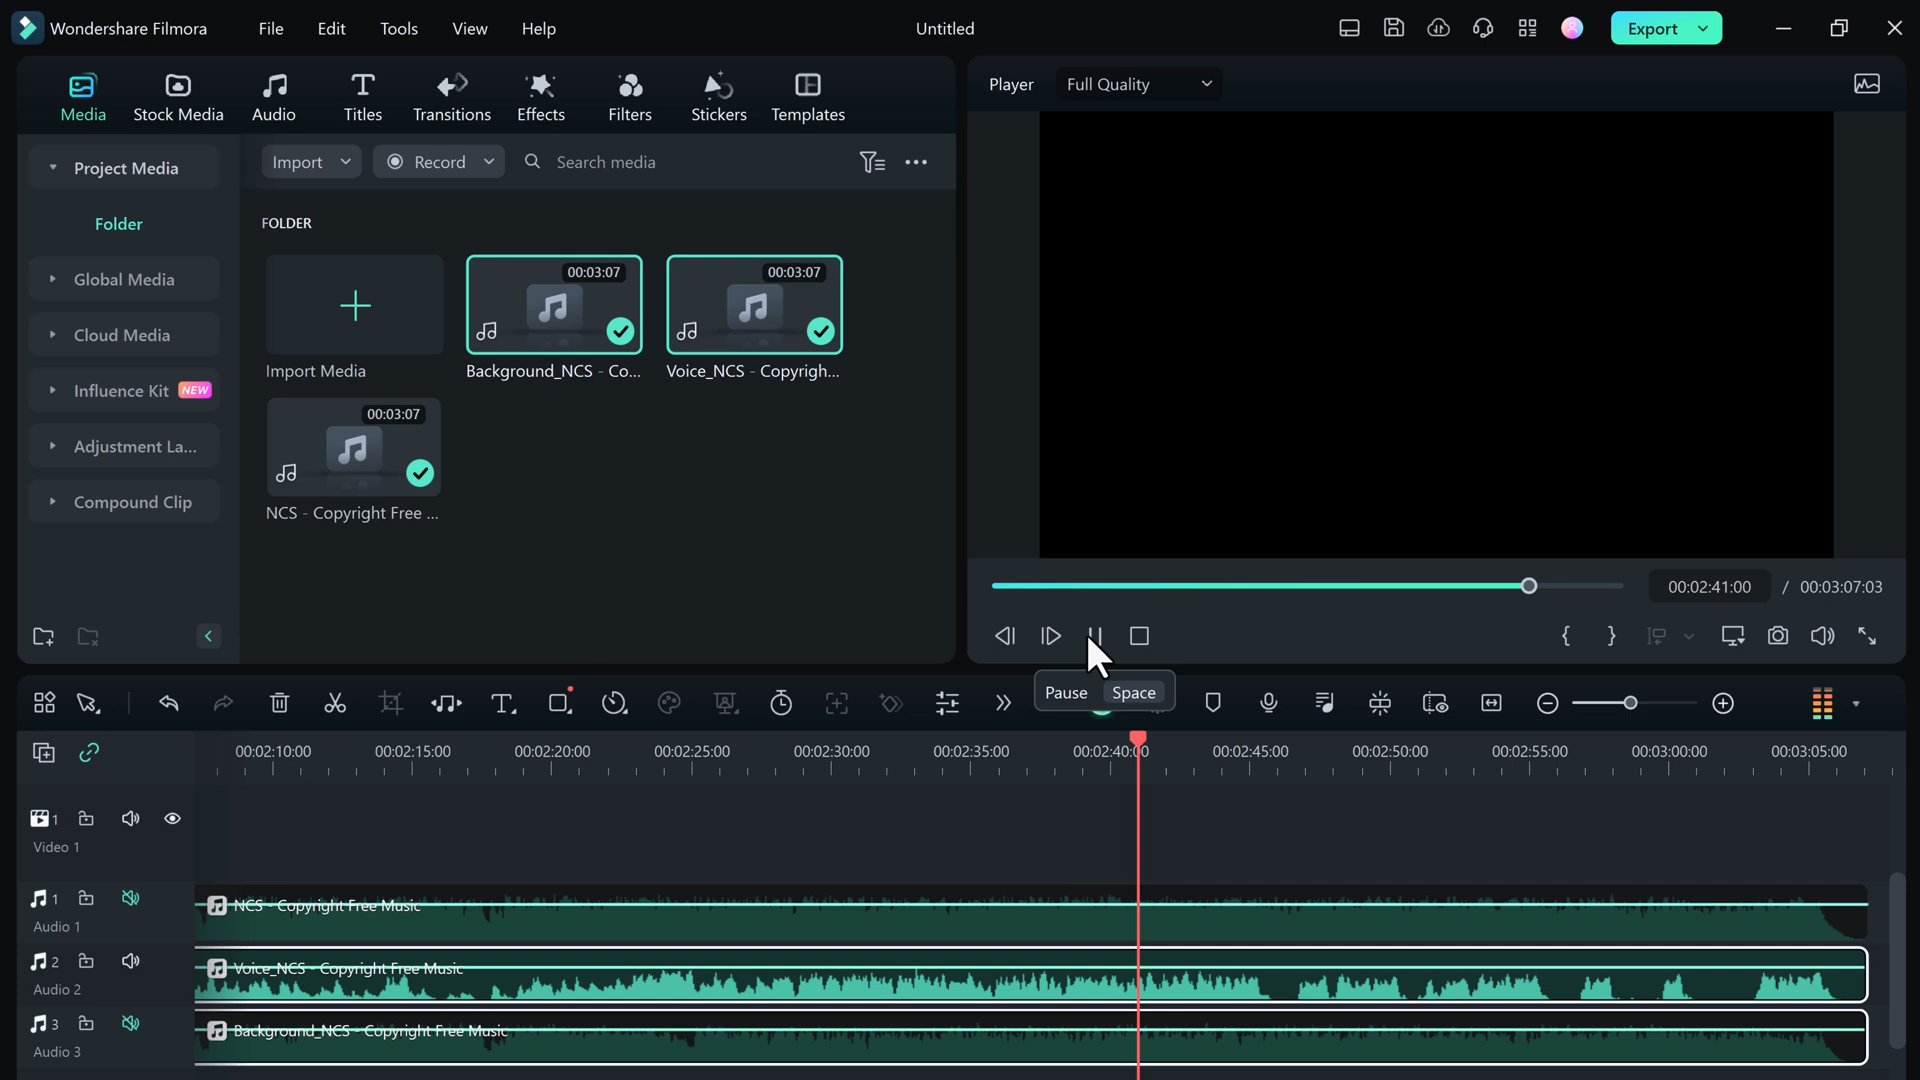 Wondershare Filmora
File
Edit
Tools
View
Help
Untitled
Export
Media
Stock Media
Audio
Titles
Transitions
Effects
Filters
Stickers
Templates
Player
Full Quality
Project Media
Import
Record
Search media
Folder
FOLDER
Global Media
Cloud Media
Influence Kit NEW
Adjustment La...
Compound Clip
00:03:07
00:03:07
Import Media
Background_NCS - Co...
Voice_NCS - Copyrigh...
00:03:07
NCS - Copyright Free ...
00:02:41:00 / 00:03:07:03
Pause Space
00:02:10:00
00:02:15:00
00:02:20:00
00:02:25:00
00:02:30:00
00:02:35:00
00:02:40:00
00:02:45:00
00:02:50:00
00:02:55:00
00:03:00:00
00:03:05:00
1
Video 1
1
NCS - Copyright Free Music
Audio 1
2
Voice_NCS - Copyright Free Music
Audio 2
3
Background_NCS - Copyright Free Music
Audio 3